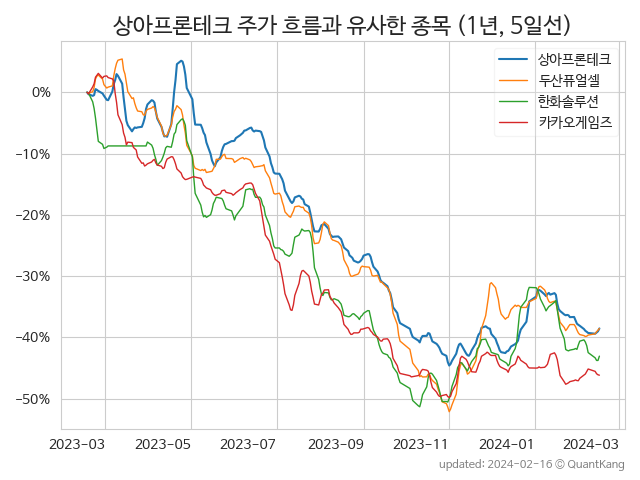 상아프론테크 주가 흐름과 유사한 종목 (1년, 5일선)
상아프론테크
두산퓨얼셀
한화솔루션
카카오게임즈
0%
−10%
−20%
−30%
−40%
−50%
2023−03 2023−05 2023−07 2023−09 2023−11 2024−01 2024−03
updated: 2024-02-16 © QuantKang